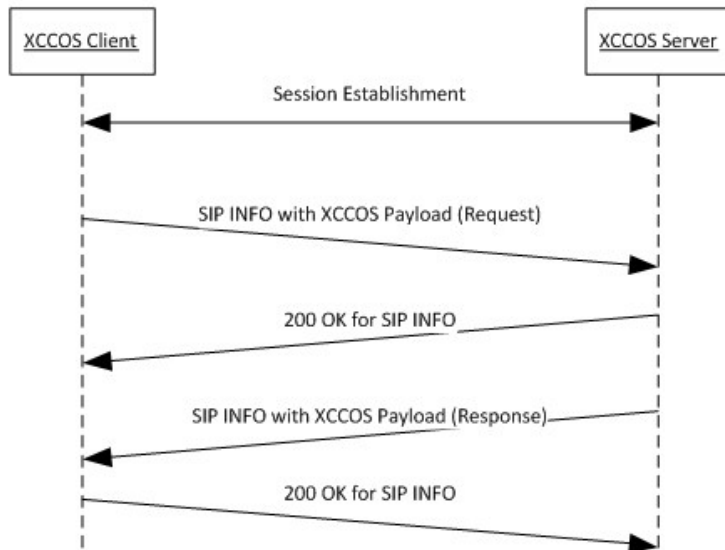 XCCOS Client
XCCOS Server
Session Establishment
SIP INFO with XCCOS Payload (Request)
200 OK for SIP INFO
SIP INFO with XCCOS Payload (Response)
200 OK for SIP INFO